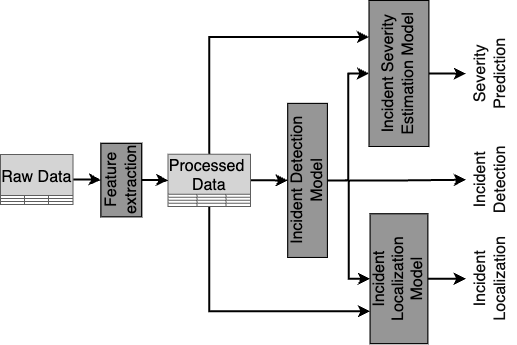 Raw Data
Feature
extraction
Processed
Data
Incident Detection
Model
Incident Severity
Estimation Model
Incident
Localization
Model
Severity
Prediction
Incident
Detection
Incident
Localization